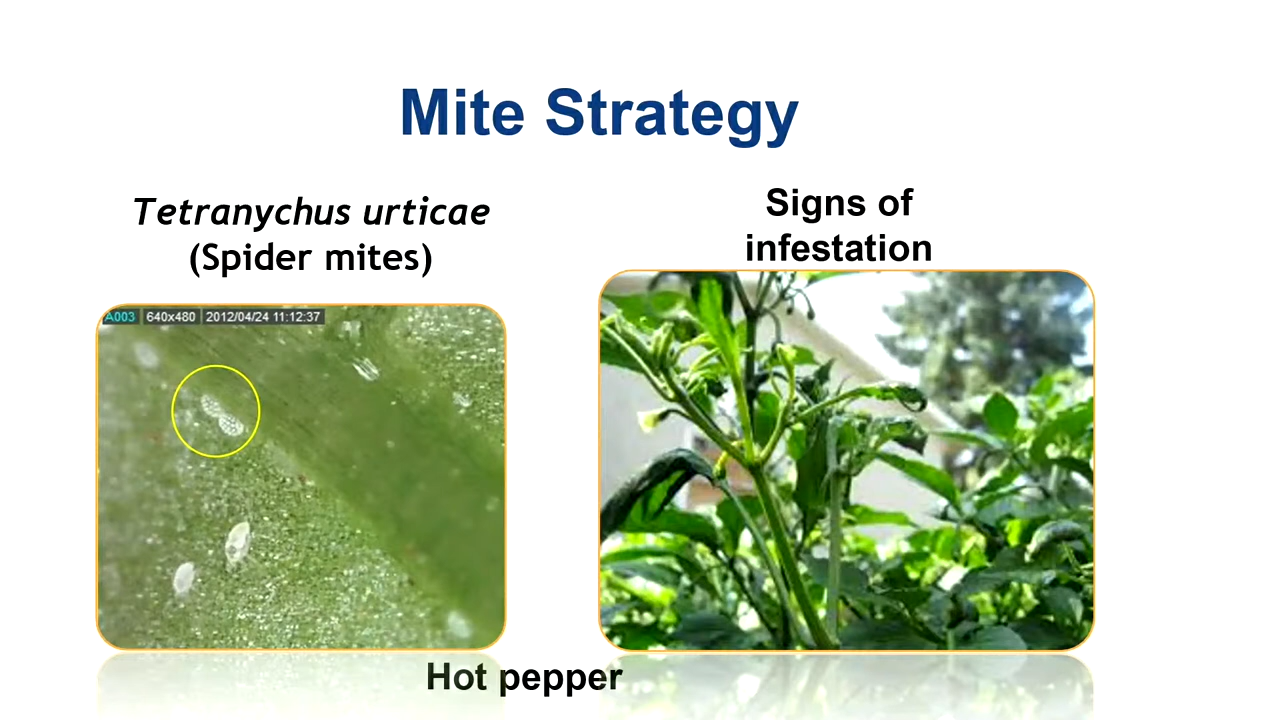 Mite Strategy
Tetranychus urticae
(Spider mites)
Signs of
infestation
A003 640x480 2012/04/24 11:12:37
Hot pepper